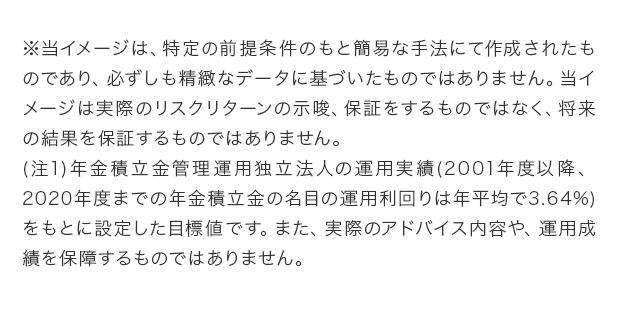 ※当イメージは、特定の前提条件のもと簡易な手法にて作成されたも
のであり、必ずしも精緻なデータに基づいたものではありません。当イ
メージは実際のリスクリターンの示唆、保証をするものではなく、将来
の結果を保証するものではありません。
(注1)年金積立金管理運用独立法人の運用実績(2001年度以降、
2020年度までの年金積立金の名目の運用利回りは年平均で3.64%)
をもとに設定した目標値です。また、実際のアドバイス内容や、運用成
績を保障するものではありません。